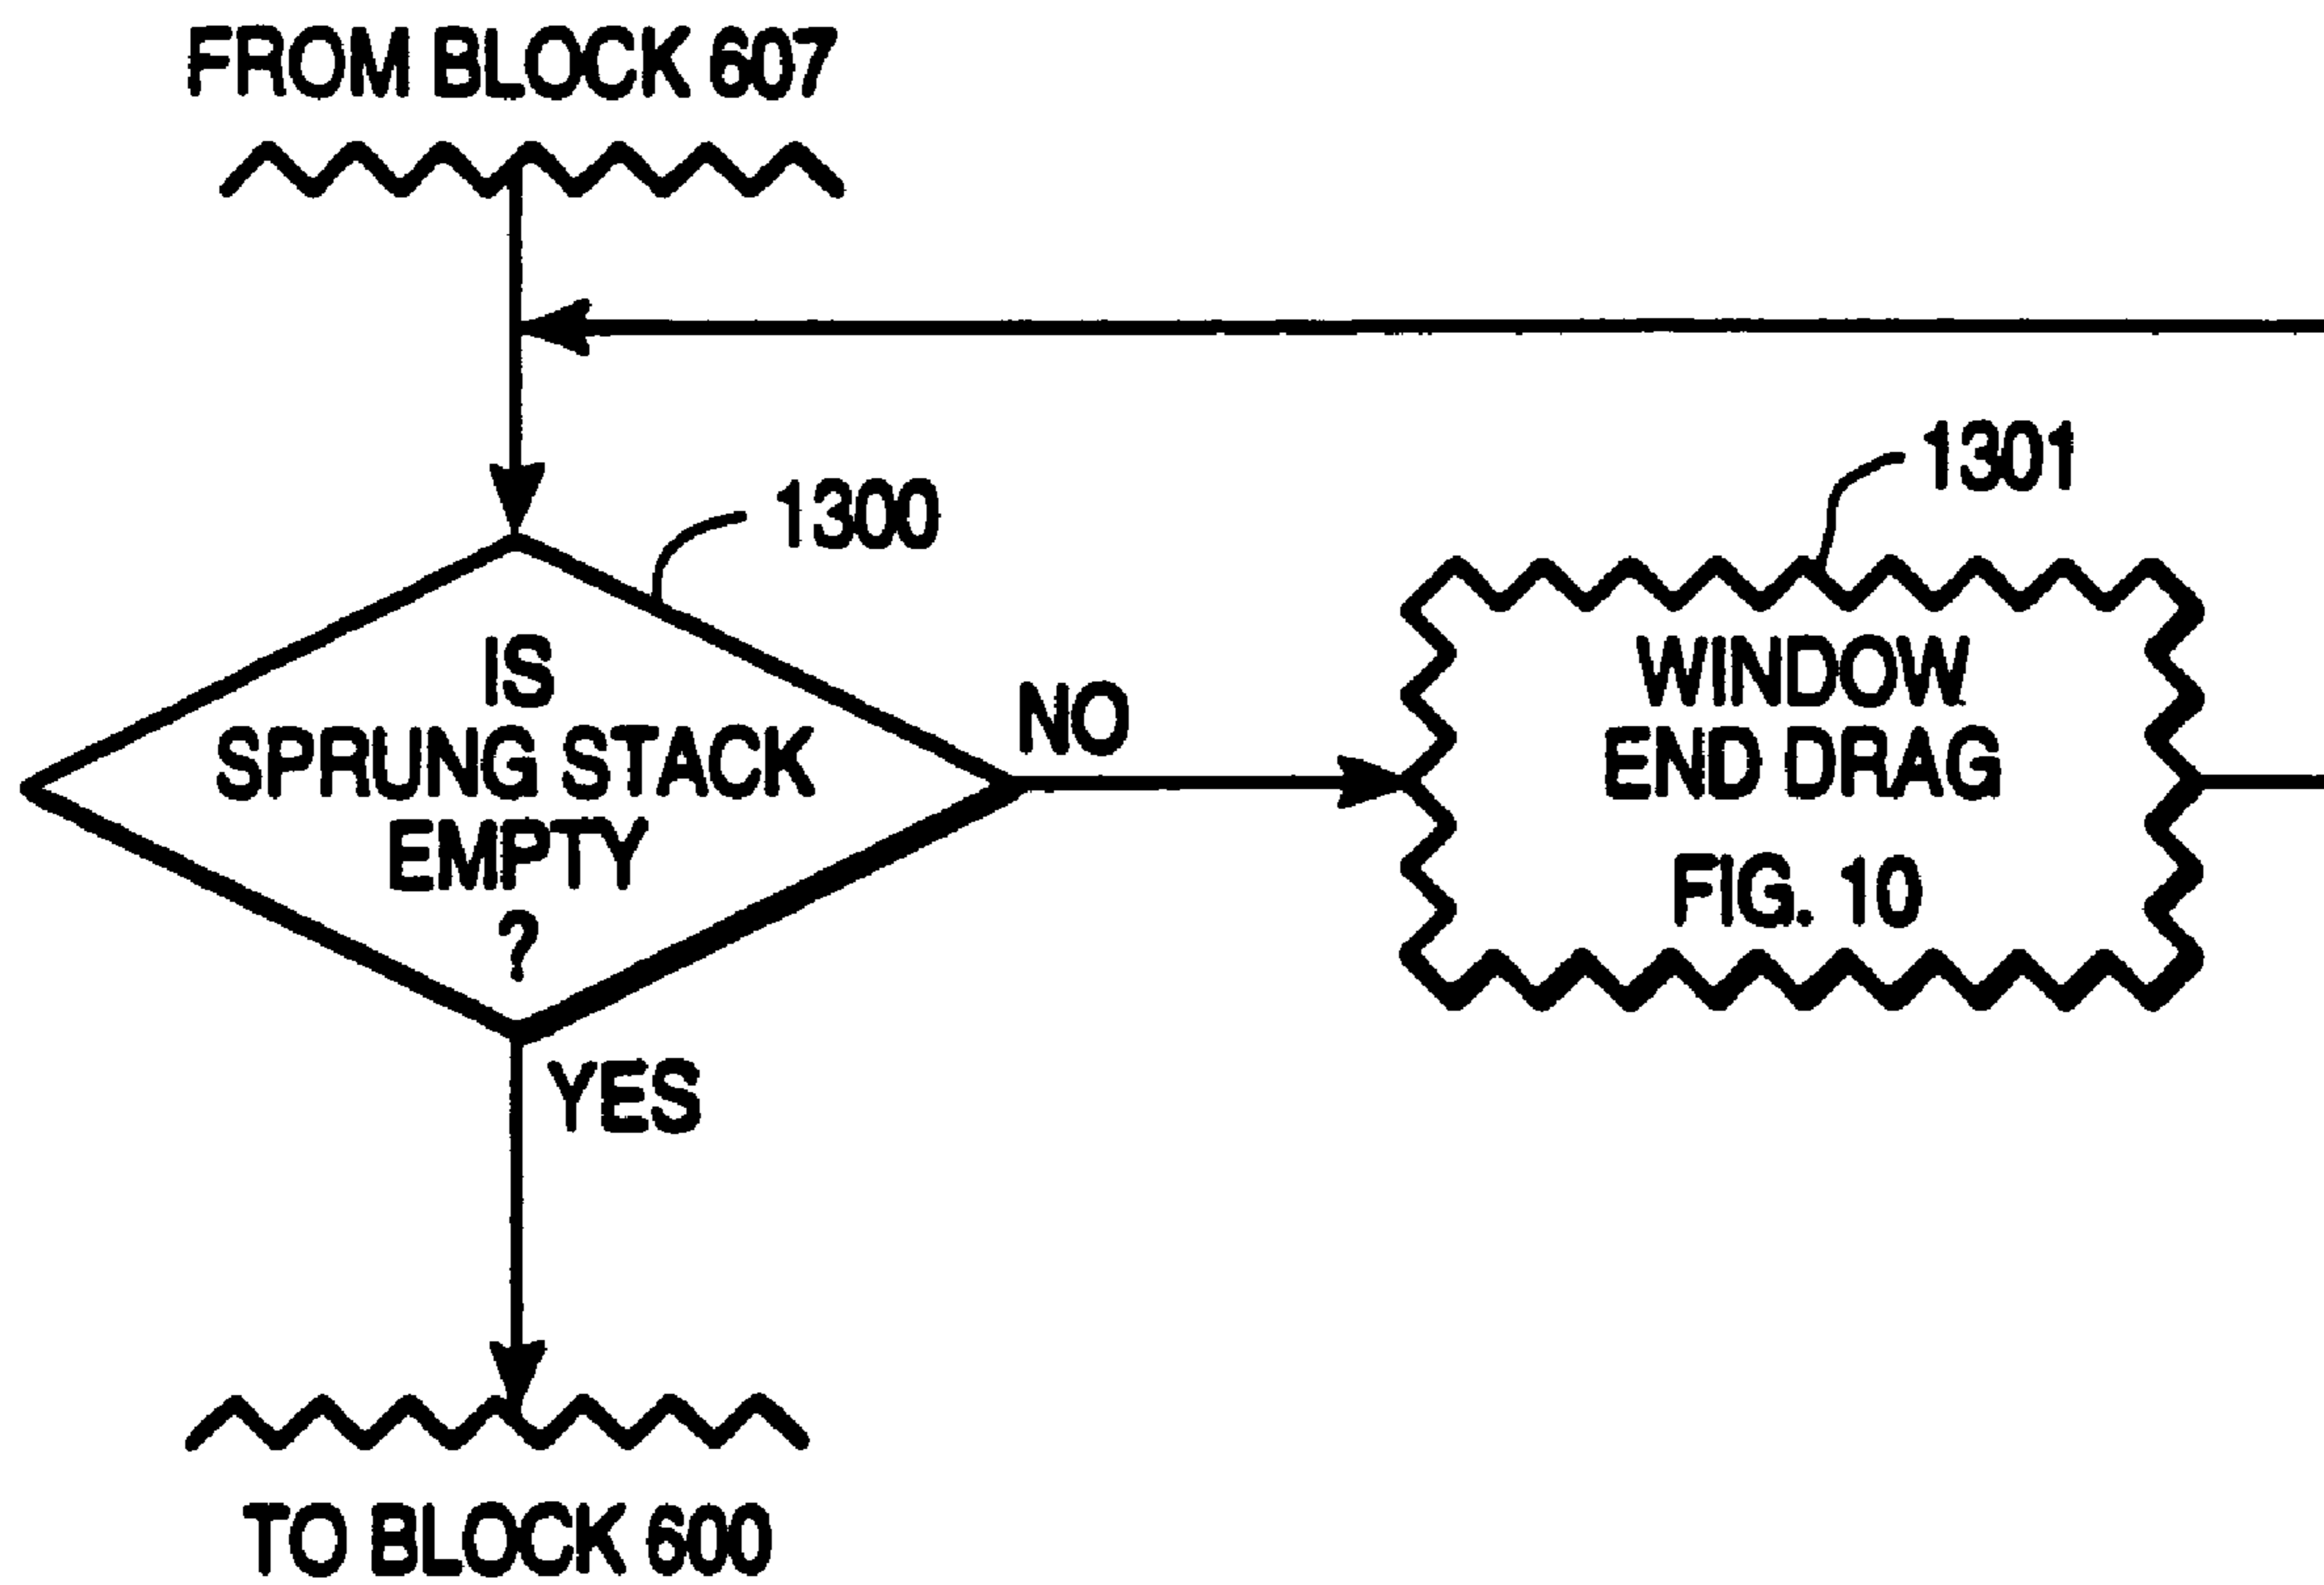 FROM BLOCK 607
1301
1300
IS
SPRUNG STACK
EMPTY
?
NO
WINDOW
END DRAG
FIG. 10
YES
TO BLOCK 600